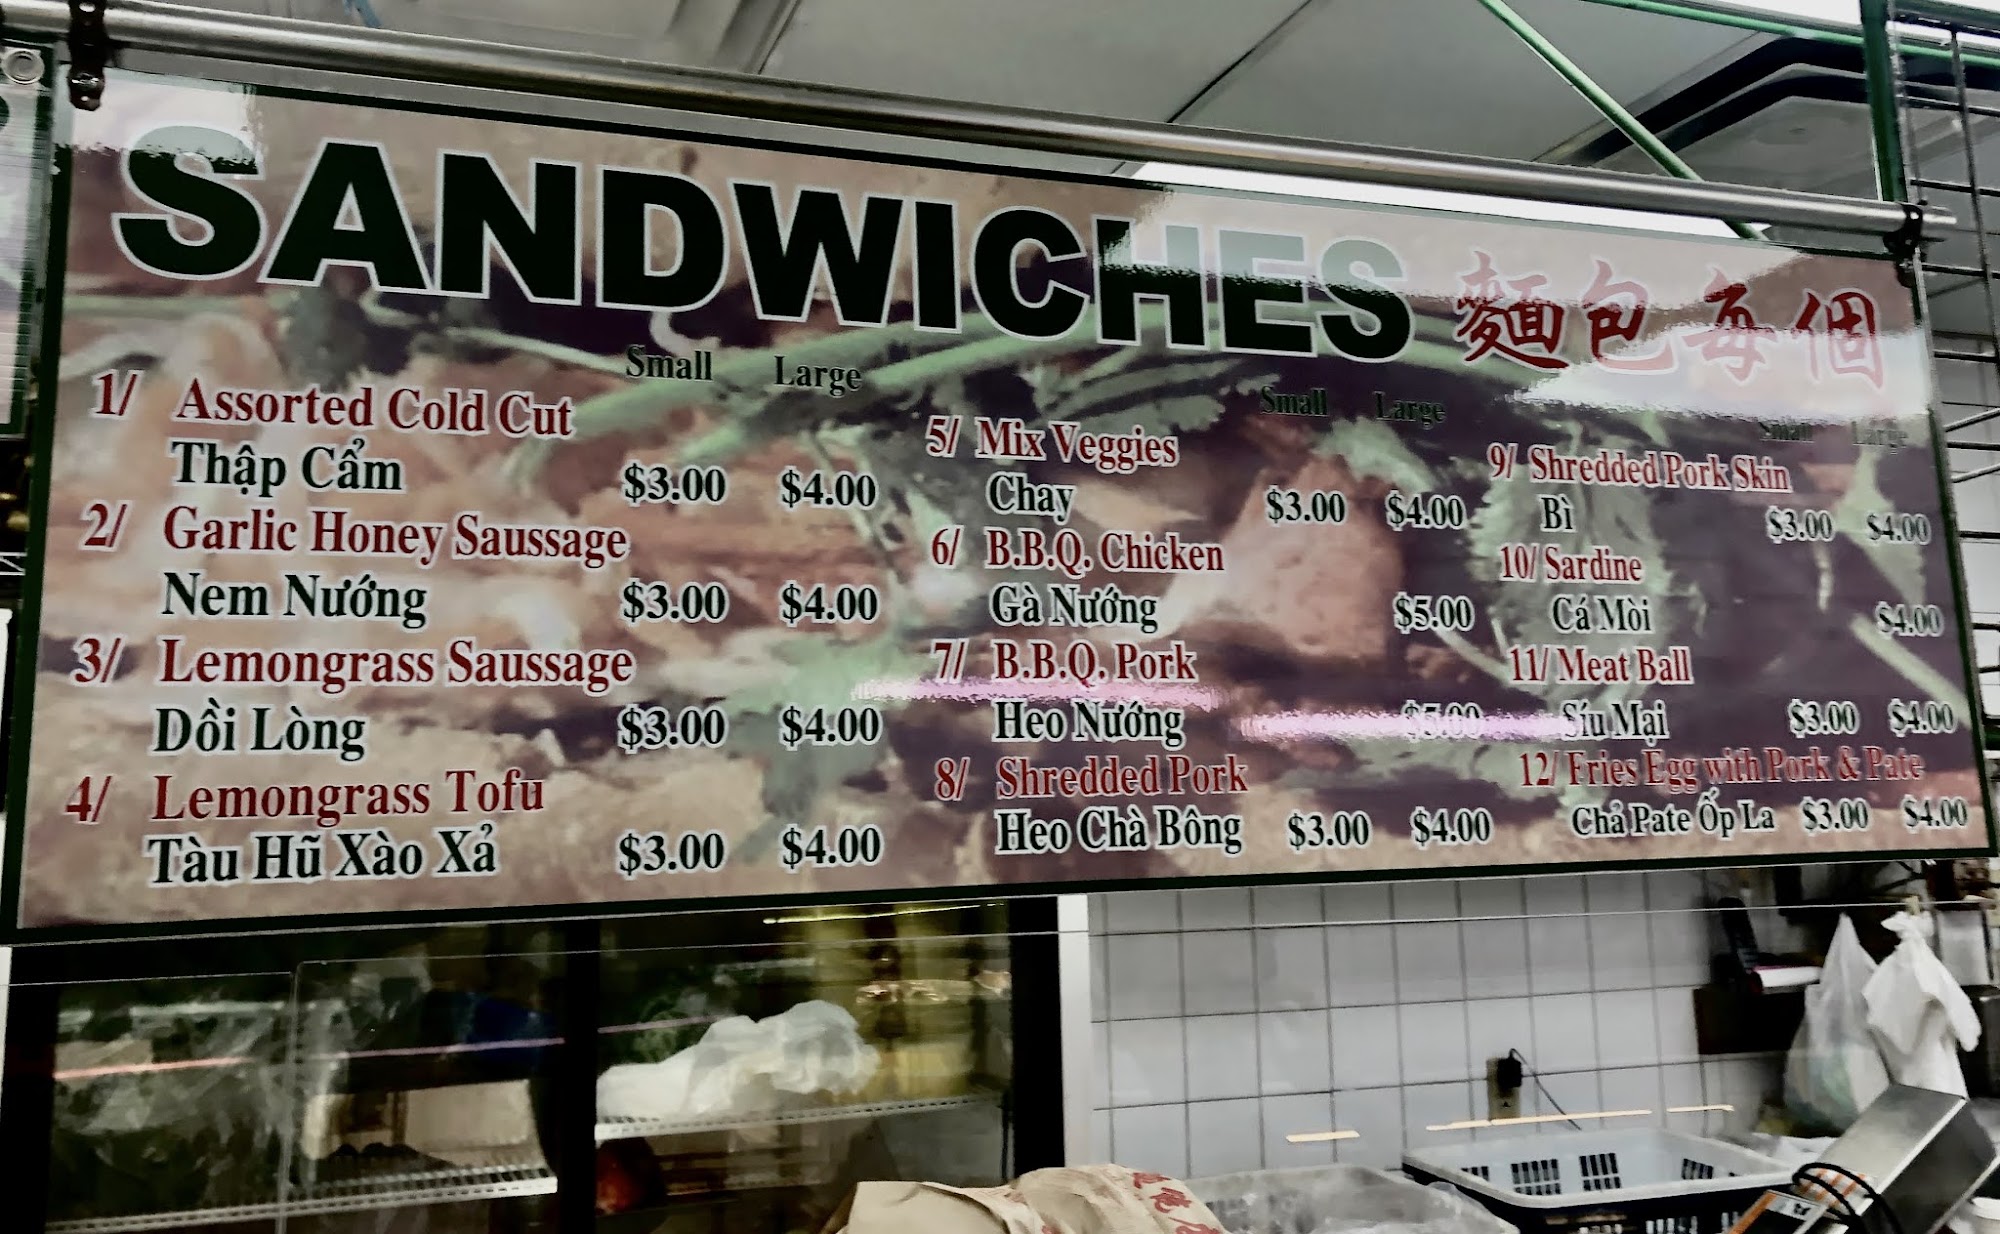 SANDWICHES 麵包每個
Small Large
1/ Assorted Cold Cut
Thập Cẩm $3.00 $4.00
2/ Garlic Honey Saussage
Nem Nướng $3.00 $4.00
3/ Lemongrass Saussage
Dồi Lòng $3.00 $4.00
4/ Lemongrass Tofu
Tàu Hũ Xào Xả $3.00 $4.00
Small Large
5/ Mix Veggies
Chay $3.00 $4.00
6/ B.B.Q. Chicken
Gà Nướng $5.00
7/ B.B.Q. Pork
Heo Nướng $5.00
8/ Shredded Pork
Heo Chà Bông $3.00 $4.00
Small Large
9/ Shredded Pork Skin
Bì $3.00 $4.00
10/ Sardine
Cá Mòi $4.00
11/ Meat Ball
Síu Mại $3.00 $4.00
12/ Fries Egg with Pork & Pate
Chả Pate Ốp La $3.00 $4.00